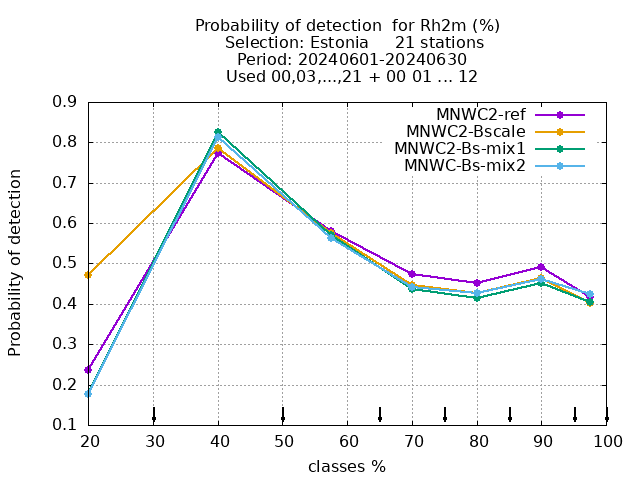 Probability of detection  for Rh2m (%)
Selection: Estonia     21 stations
Period: 20240601-20240630
Used 00,03,...,21 + 00 01 ... 12
MNWC2-ref
MNWC2-Bscale
MNWC2-Bs-mix1
MNWC-Bs-mix2
Probability of detection
0.9
0.8
0.7
0.6
0.5
0.4
0.3
0.2
0.1
20 30 40 50 60 70 80 90 100
classes %